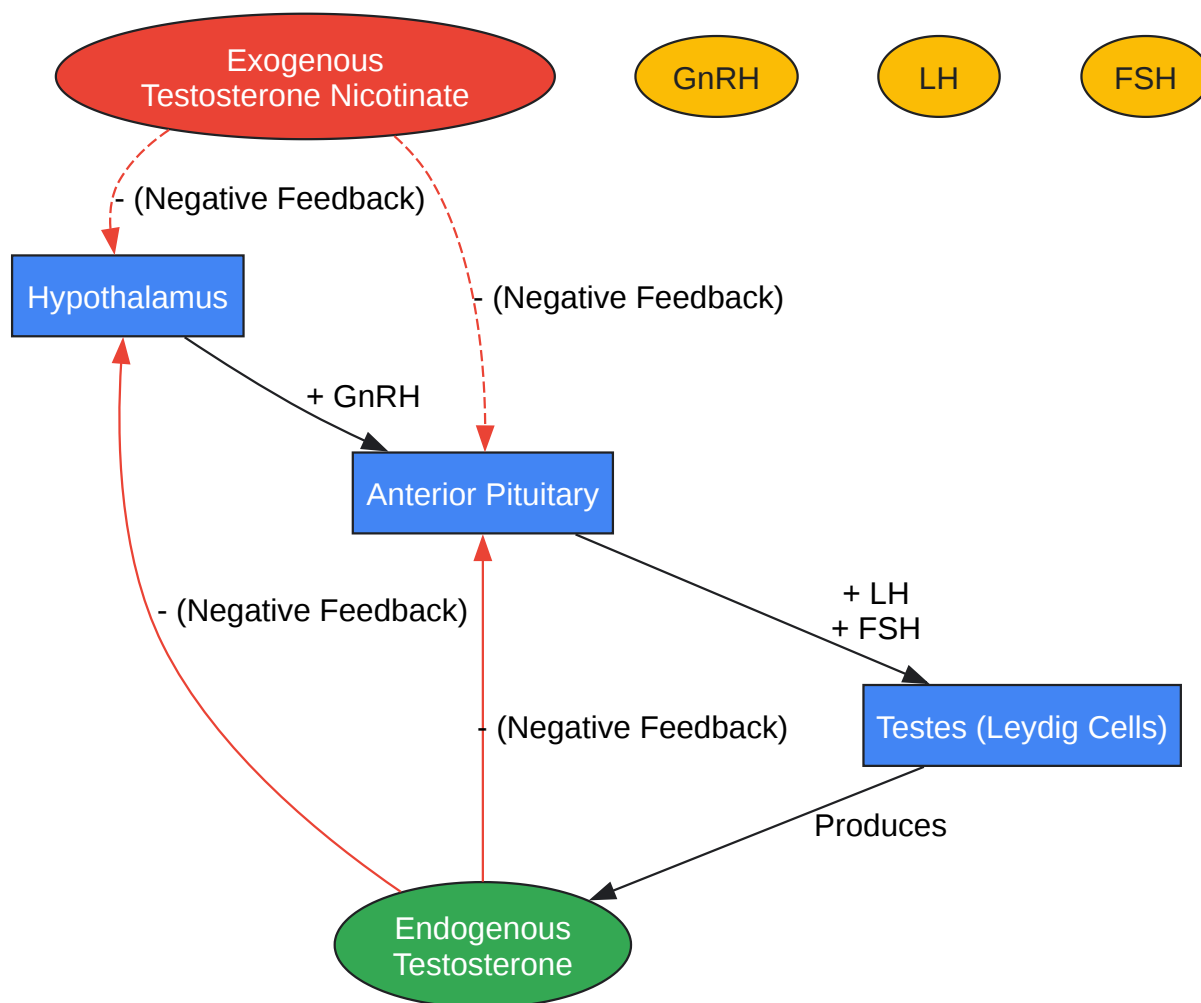 Exogenous
Testosterone Nicotinate
GnRH
LH
FSH
- (Negative Feedback)
Hypothalamus
- (Negative Feedback)
+ GnRH
Anterior Pituitary
- (Negative Feedback)
+ LH
+ FSH
- (Negative Feedback)
Testes (Leydig Cells)
Produces
Endogenous
Testosterone